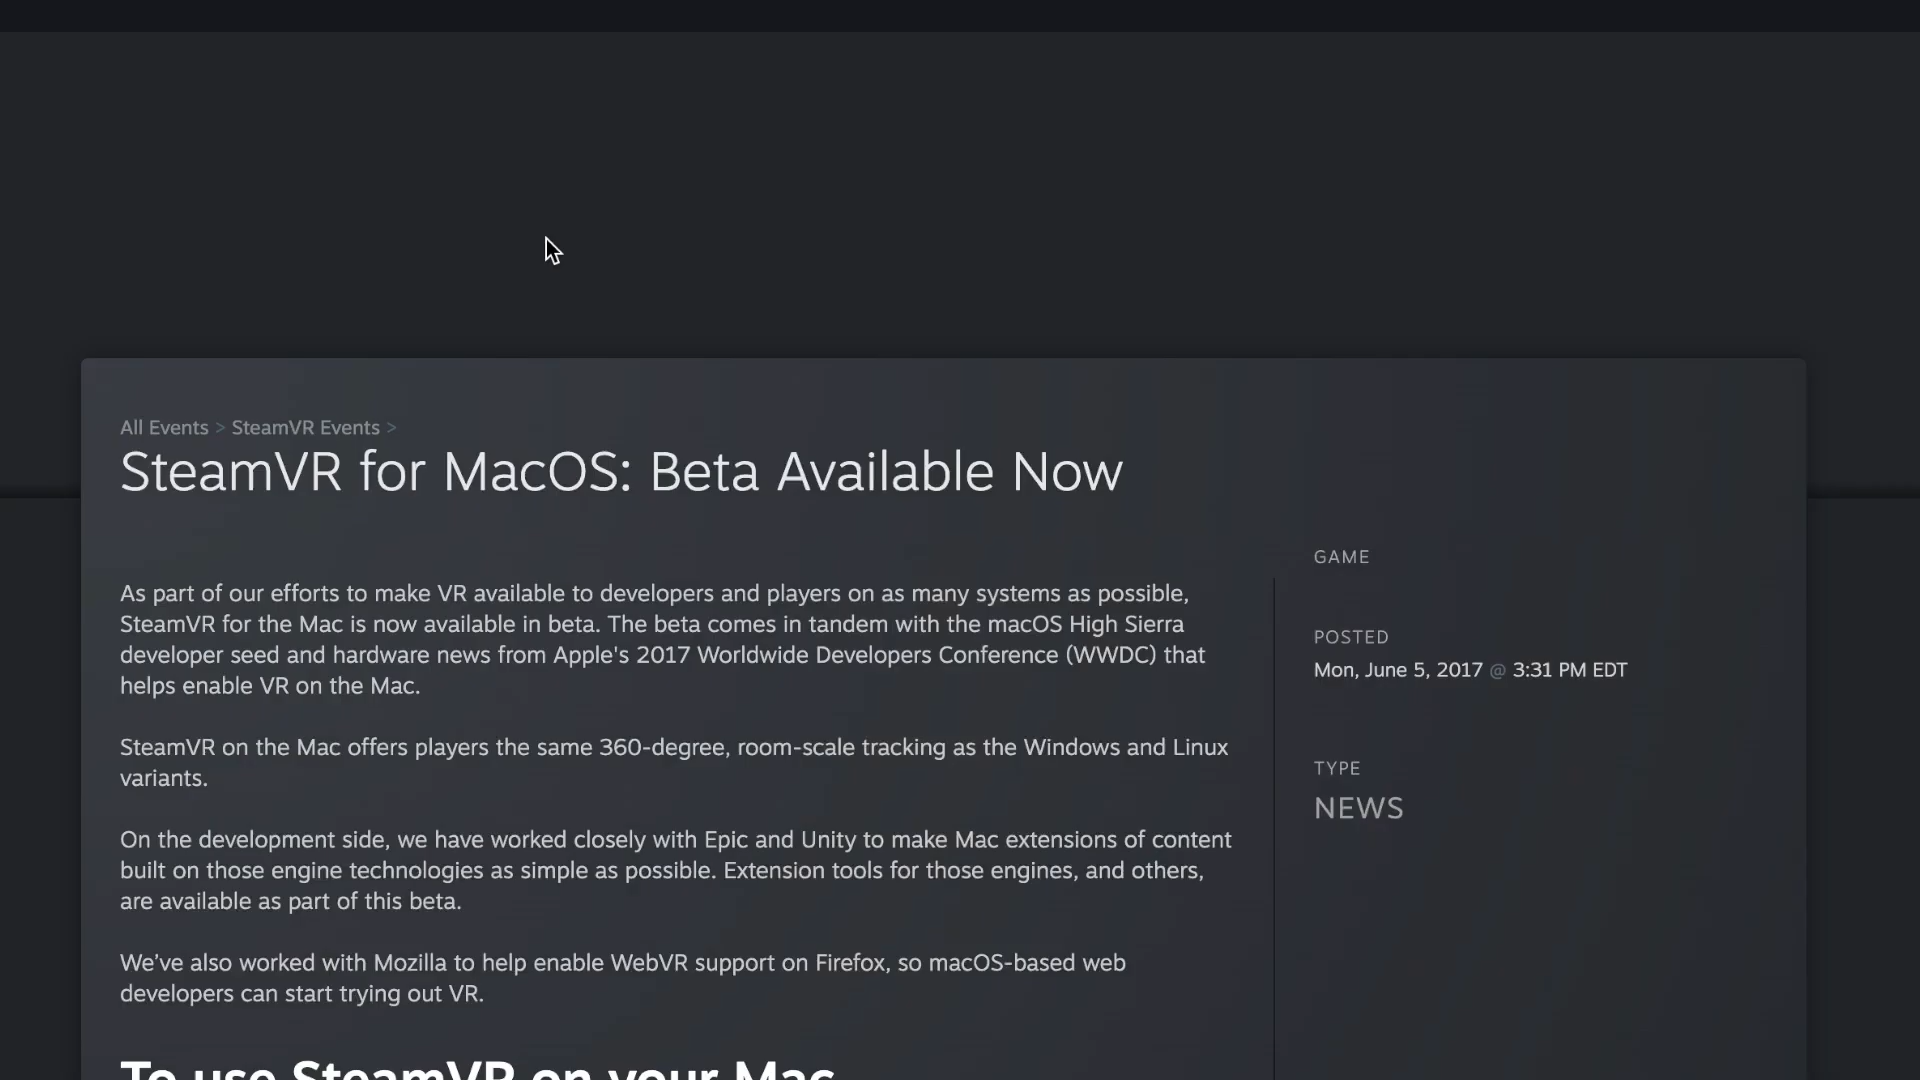 All Events > SteamVR Events >
SteamVR for MacOS: Beta Available Now
As part of our efforts to make VR available to developers and players on as many systems as possible,
SteamVR for the Mac is now available in beta. The beta comes in tandem with the macOS High Sierra
developer seed and hardware news from Apple's 2017 Worldwide Developers Conference (WWDC) that
helps enable VR on the Mac.
SteamVR on the Mac offers players the same 360-degree, room-scale tracking as the Windows and Linux
variants.
On the development side, we have worked closely with Epic and Unity to make Mac extensions of content
built on those engine technologies as simple as possible. Extension tools for those engines, and others,
are available as part of this beta.
We’ve also worked with Mozilla to help enable WebVR support on Firefox, so macOS-based web
developers can start trying out VR.
To use SteamVR on your Mac
GAME
POSTED
Mon, June 5, 2017 @ 3:31 PM EDT
TYPE
NEWS